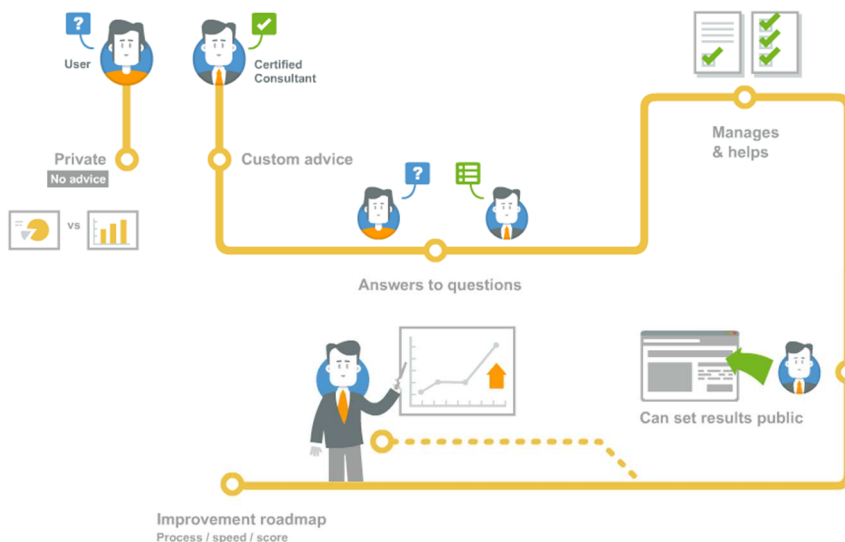 ?
User
Certified
Consultant
Private
No advice
vs
Custom advice
?
Answers to questions
Manages
& helps
Can set results public
Improvement roadmap
Process / speed / score